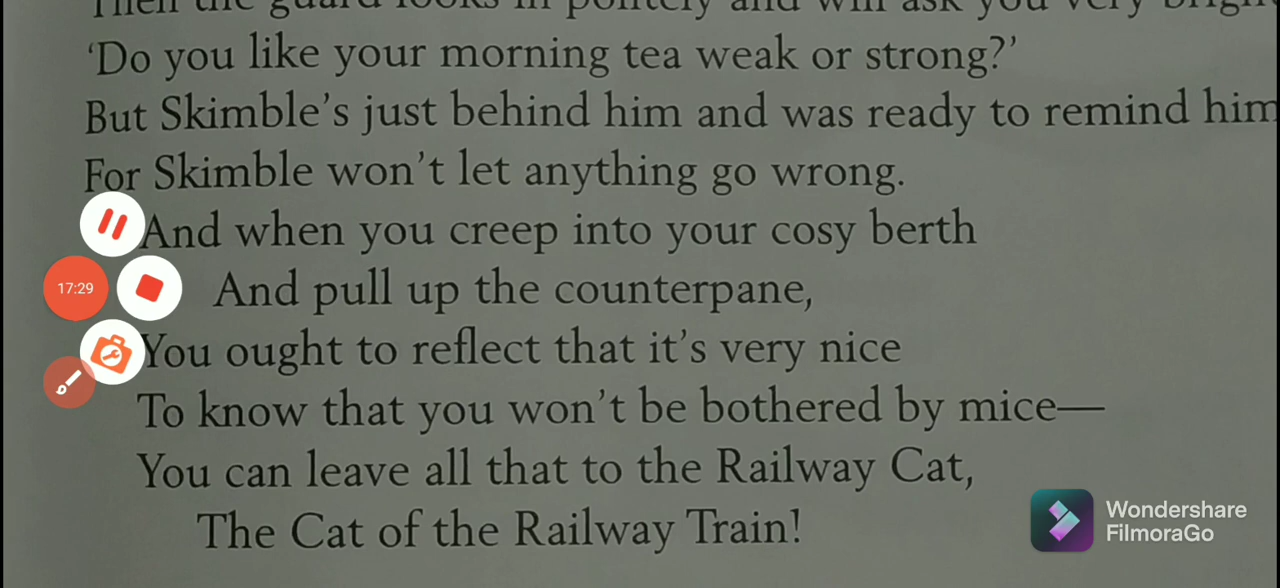 Then the guard looks in politely and will ask you very bright
‘Do you like your morning tea weak or strong?’
But Skimble’s just behind him and was ready to remind him
For Skimble won’t let anything go wrong.
And when you creep into your cosy berth
And pull up the counterpane,
You ought to reflect that it’s very nice
To know that you won’t be bothered by mice—
You can leave all that to the Railway Cat,
The Cat of the Railway Train!
17:29
Wondershare
FilmoraGo